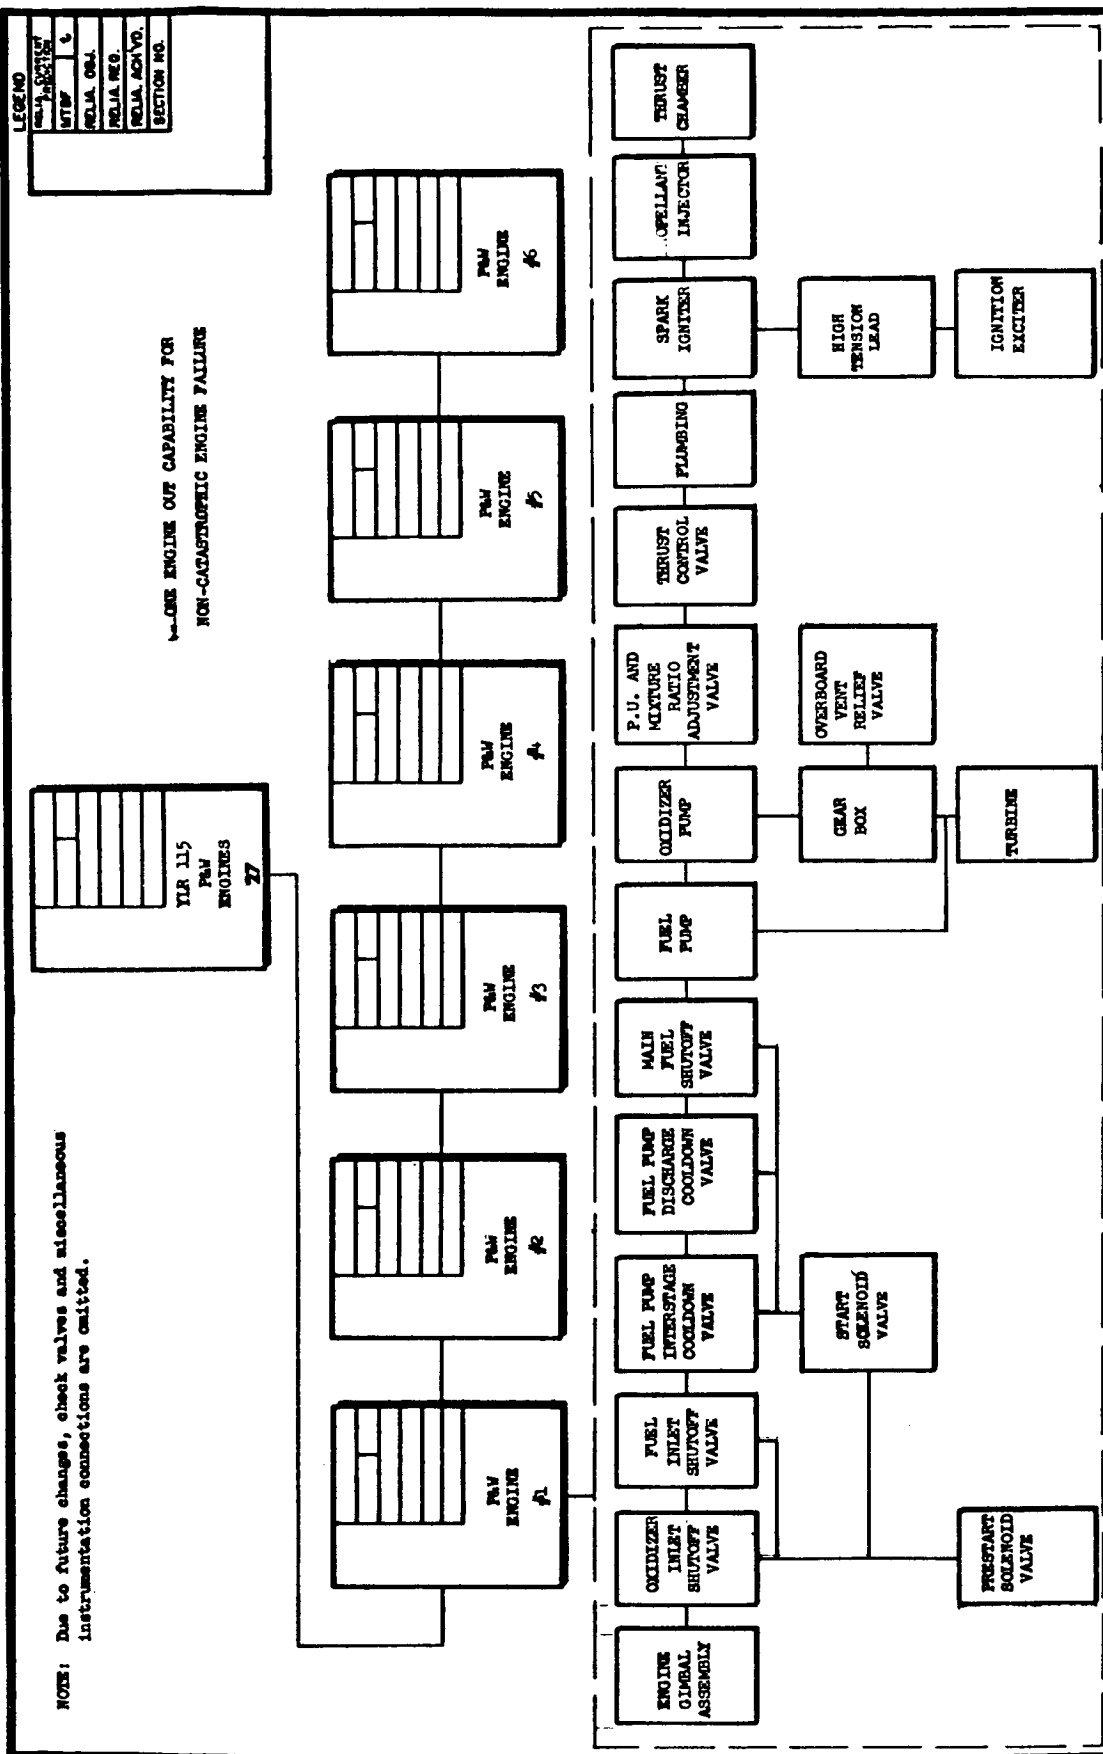 NOTE: Due to future changes, check valves and miscellaneous
instrumentation connections are omitted.
LEGEND
RELIA. CURRENT
PREDICTION
MTBF t
RELIA. OBJ.
RELIA. REQ.
RELIA. ACH'VD.
SECTION NO.
YLR 115
P&W
ENGINES
27
ONE ENGINE OUT CAPABILITY FOR
NON-CATASTROPHIC ENGINE FAILURE
P&W
ENGINE
#1
P&W
ENGINE
#2
P&W
ENGINE
#3
P&W
ENGINE
#4
P&W
ENGINE
#5
P&W
ENGINE
#6
ENGINE
GIMBAL
ASSEMBLY
OXIDIZER
INLET
SHUTOFF
VALVE
FUEL
INLET
SHUTOFF
VALVE
FUEL PUMP
INTERSTAGE
COOLDOWN
VALVE
FUEL PUMP
DISCHARGE
COOLDOWN
VALVE
MAIN
FUEL
SHUTOFF
VALVE
FUEL
PUMP
OXIDIZER
PUMP
P.U. AND
MIXTURE
RATIO
ADJUSTMENT
VALVE
THRUST
CONTROL
VALVE
PLUMBING
SPARK
IGNITER
OPELLANT
INJECTOR
THRUST
CHAMBER
START
SOLENOID
VALVE
GEAR
BOX
OVERBOARD
VENT
RELIEF
VALVE
HIGH
TENSION
LEAD
PRESTART
SOLENOID
VALVE
TURBINE
IGNITION
EXCITER